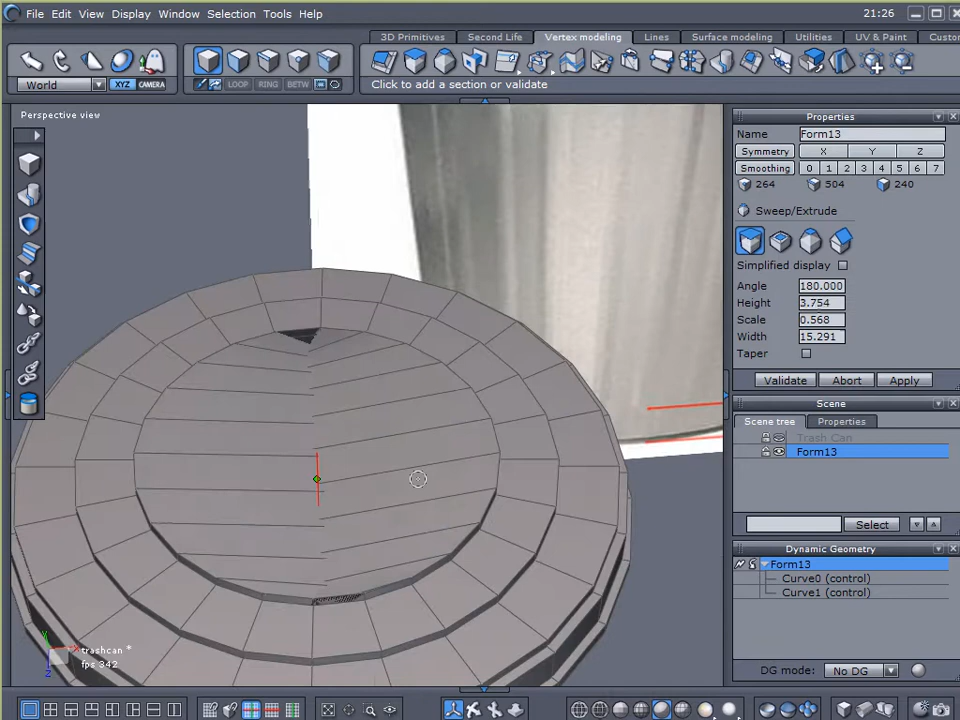 File Edit View Display Window Selection Tools Help 21:26
3D Primitives Second Life Vertex modeling Lines Surface modeling Utilities UV & Paint Custo
World XYZ CAMERA LOOP RING BETW Click to add a section or validate
Perspective view
Properties
Name Form13
Symmetry X Y Z
Smoothing 0 1 2 3 4 5 6 7
264 504 240
Sweep/Extrude
Simplified display
Angle 180.000
Height 3.754
Scale 0.568
Width 15.291
Taper
Validate Abort Apply
Scene
Scene tree Properties
Trash Can
Form13
Select
Dynamic Geometry
Form13
Curve0 (control)
Curve1 (control)
DG mode: No DG
Y
Z
trashcan *
fps 342